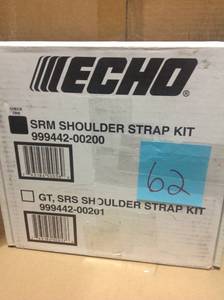 ECHO®
SRM SHOULDER STRAP KIT
999442-00200
62
GT, SRS SHOULDER STRAP KIT
999442-00201